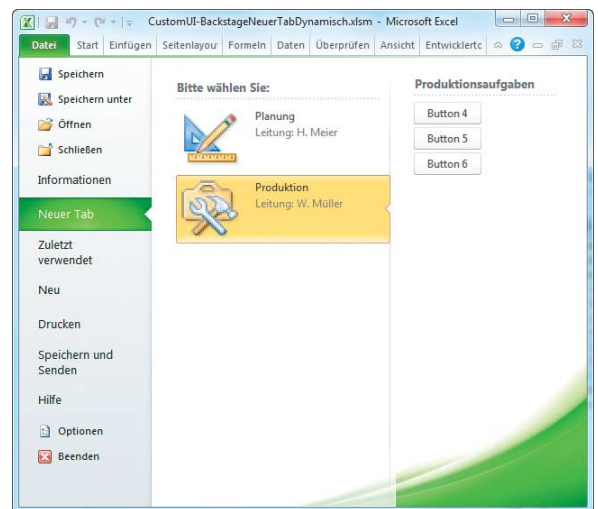 CustomUI-BackstageNeuerTabDynamisch.xlsm - Microsoft Excel
Datei Start Einfügen Seitenlayour Formeln Daten Überprüfen Ansicht Entwicklertc
Speichern
Speichern unter
Öffnen
Schließen
Informationen
Neuer Tab
Zuletzt
verwendet
Neu
Drucken
Speichern und
Senden
Hilfe
Optionen
Beenden
Bitte wählen Sie:
Planung
Leitung: H. Meier
Produktion
Leitung: W. Müller
Produktionsaufgaben
Button 4
Button 5
Button 6